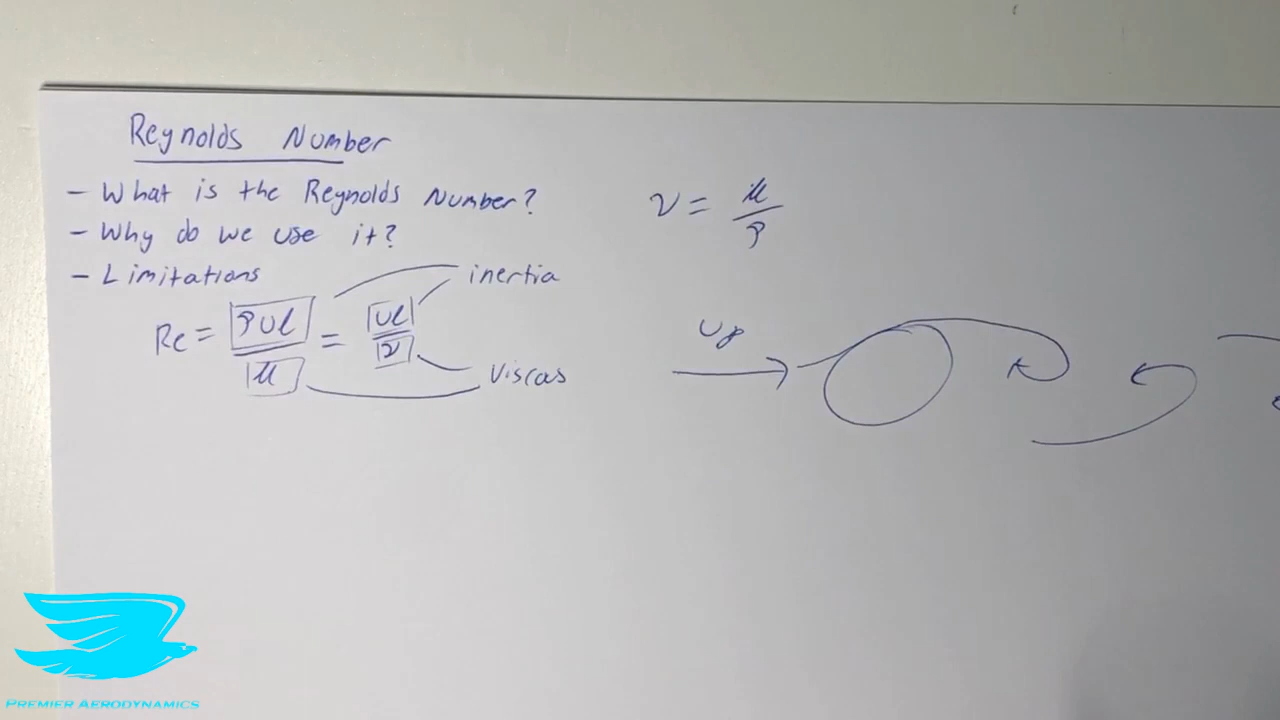 Reynolds Number
- What is the Reynolds Number?
- Why do we use it?
- Limitations
inertia
Re = ρUl / μ = Ul / ν
Viscas
ν = μ / ρ
U∞
PREMIER AERODYNAMICS